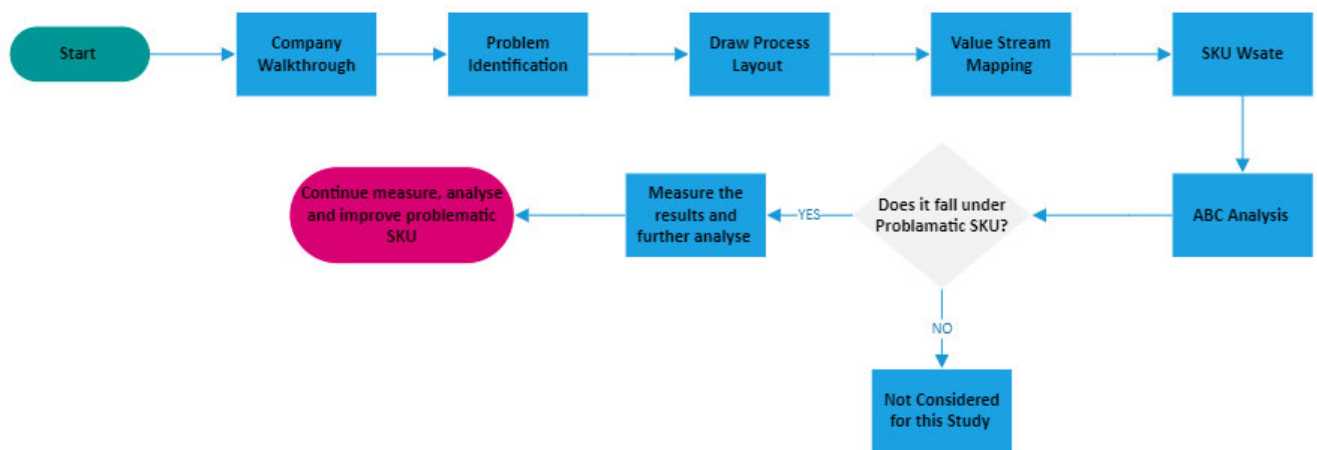 Start
Company
Walkthrough
Problem
Identification
Draw Process
Layout
Value Stream
Mapping
SKU Wsate
ABC Analysis
Does it fall under
Problamatic SKU?
YES
Measure the
results and
further analyse
Continue measure, analyse
and improve problematic
SKU
NO
Not Considered
for this Study